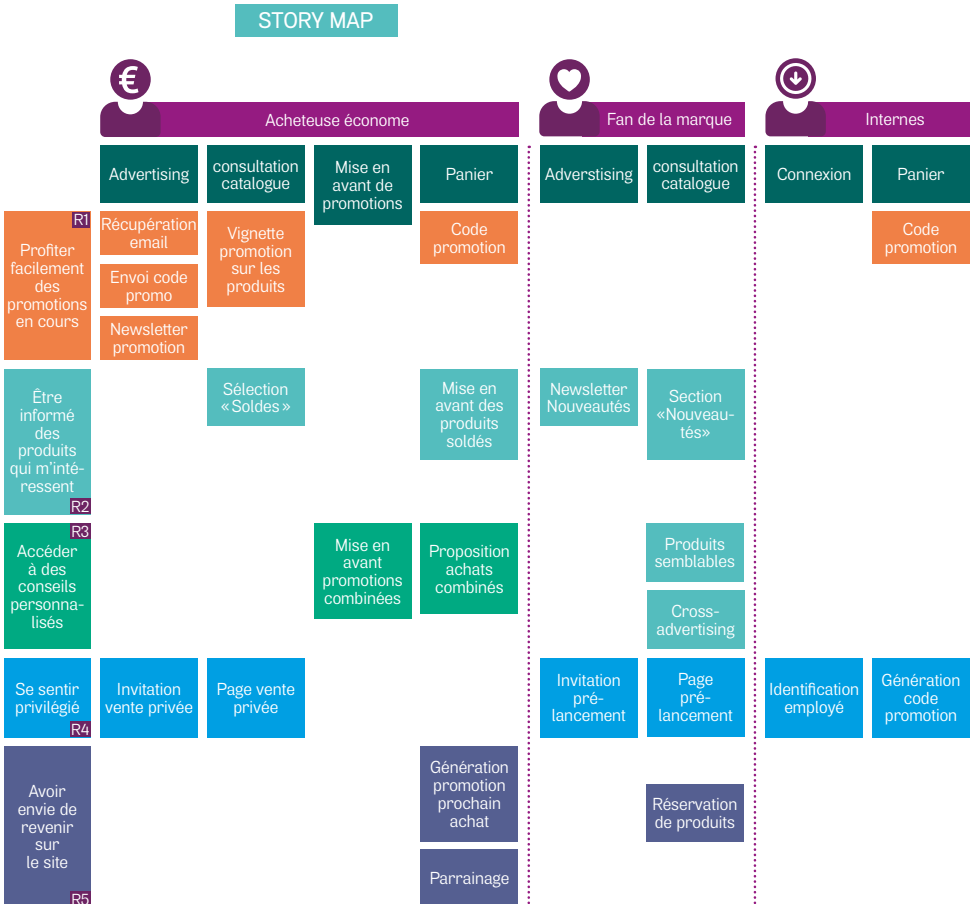 STORY MAP
€
Acheteuse économe
Fan de la marque
Internes
Advertising
consultation
catalogue
Mise en
avant de
promotions
Panier
Adverstising
consultation
catalogue
Connexion
Panier
R1
Profiter
facilement
des
promotions
en cours
Récupération
email
Envoi code
promo
Newsletter
promotion
Vignette
promotion
sur les
produits
Code
promotion
Code
promotion
Être
informé
des
produits
qui m’inté-
ressent
R2
Sélection
«Soldes»
Mise en
avant des
produits
soldés
Newsletter
Nouveautés
Section
«Nouveau-
tés»
R3
Accéder
à des
conseils
personna-
lisés
Mise en
avant
promotions
combinées
Proposition
achats
combinés
Produits
semblables
Cross-
advertising
Se sentir
privilégié
R4
Invitation
vente privée
Page vente
privée
Invitation
pré-
lancement
Page
pré-
lancement
Identification
employé
Génération
code
promotion
Avoir
envie de
revenir
sur
le site
R5
Génération
promotion
prochain
achat
Parrainage
Réservation
de produits